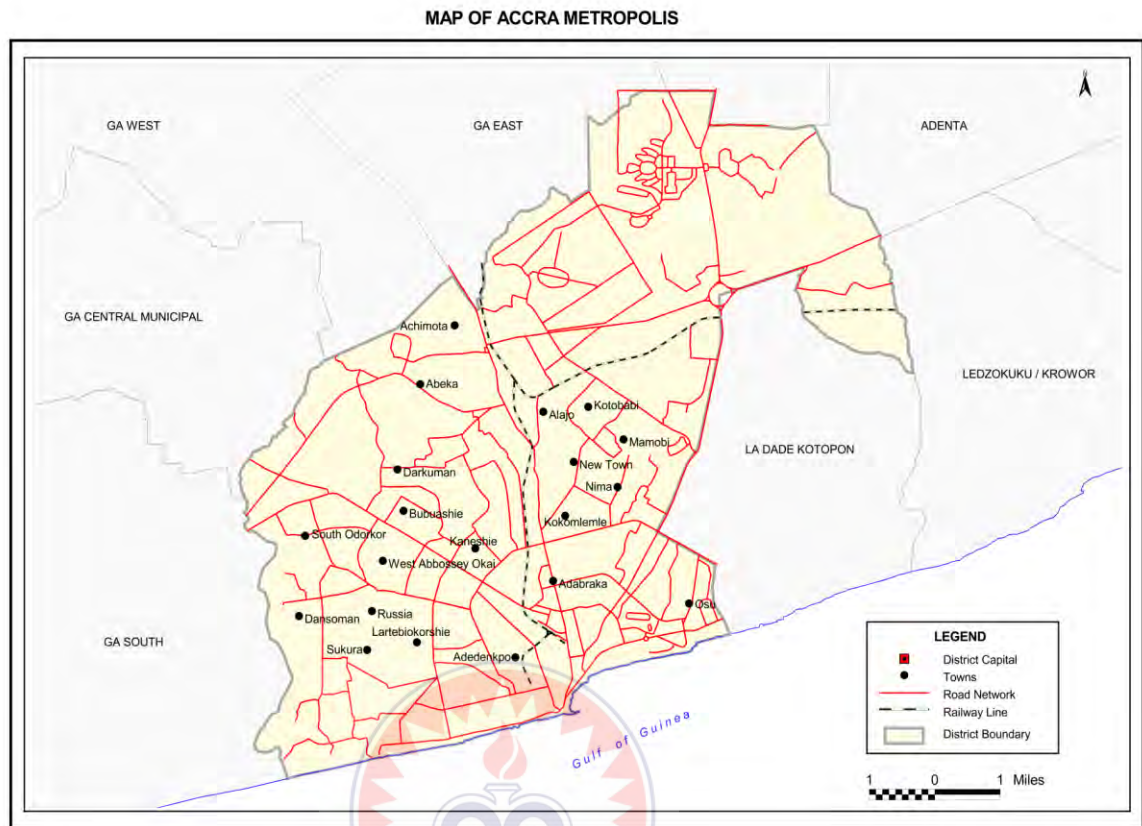 MAP OF ACCRA METROPOLIS
N
GA WEST
GA EAST
ADENTA
GA CENTRAL MUNICIPAL
Achimota
LEDZOKUKU / KROWOR
Abeka
Kotobabi
Alajo
Mamobi
LA DADE KOTOPON
New Town
Darkuman
Nima
Bubuashie
Kokomlemle
South Odorkor
Kaneshie
West Abbossey Okai
Adabraka
Osu
Russia
Dansoman
Lartebiokorshie
GA SOUTH
Sukura
Adedenkpo
Gulf of Guinea
LEGEND
District Capital
Towns
Road Network
Railway Line
District Boundary
1 0 1 Miles